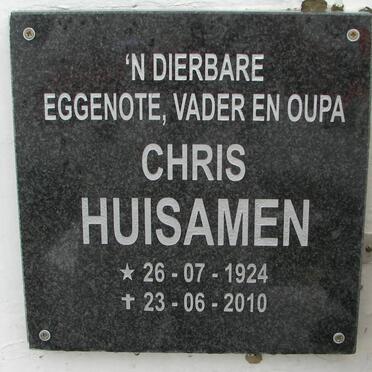 'N DIERBARE
EGGENOTE, VADER EN OUPA
CHRIS
HUISAMEN
★ 26 - 07 - 1924
✝ 23 - 06 - 2010